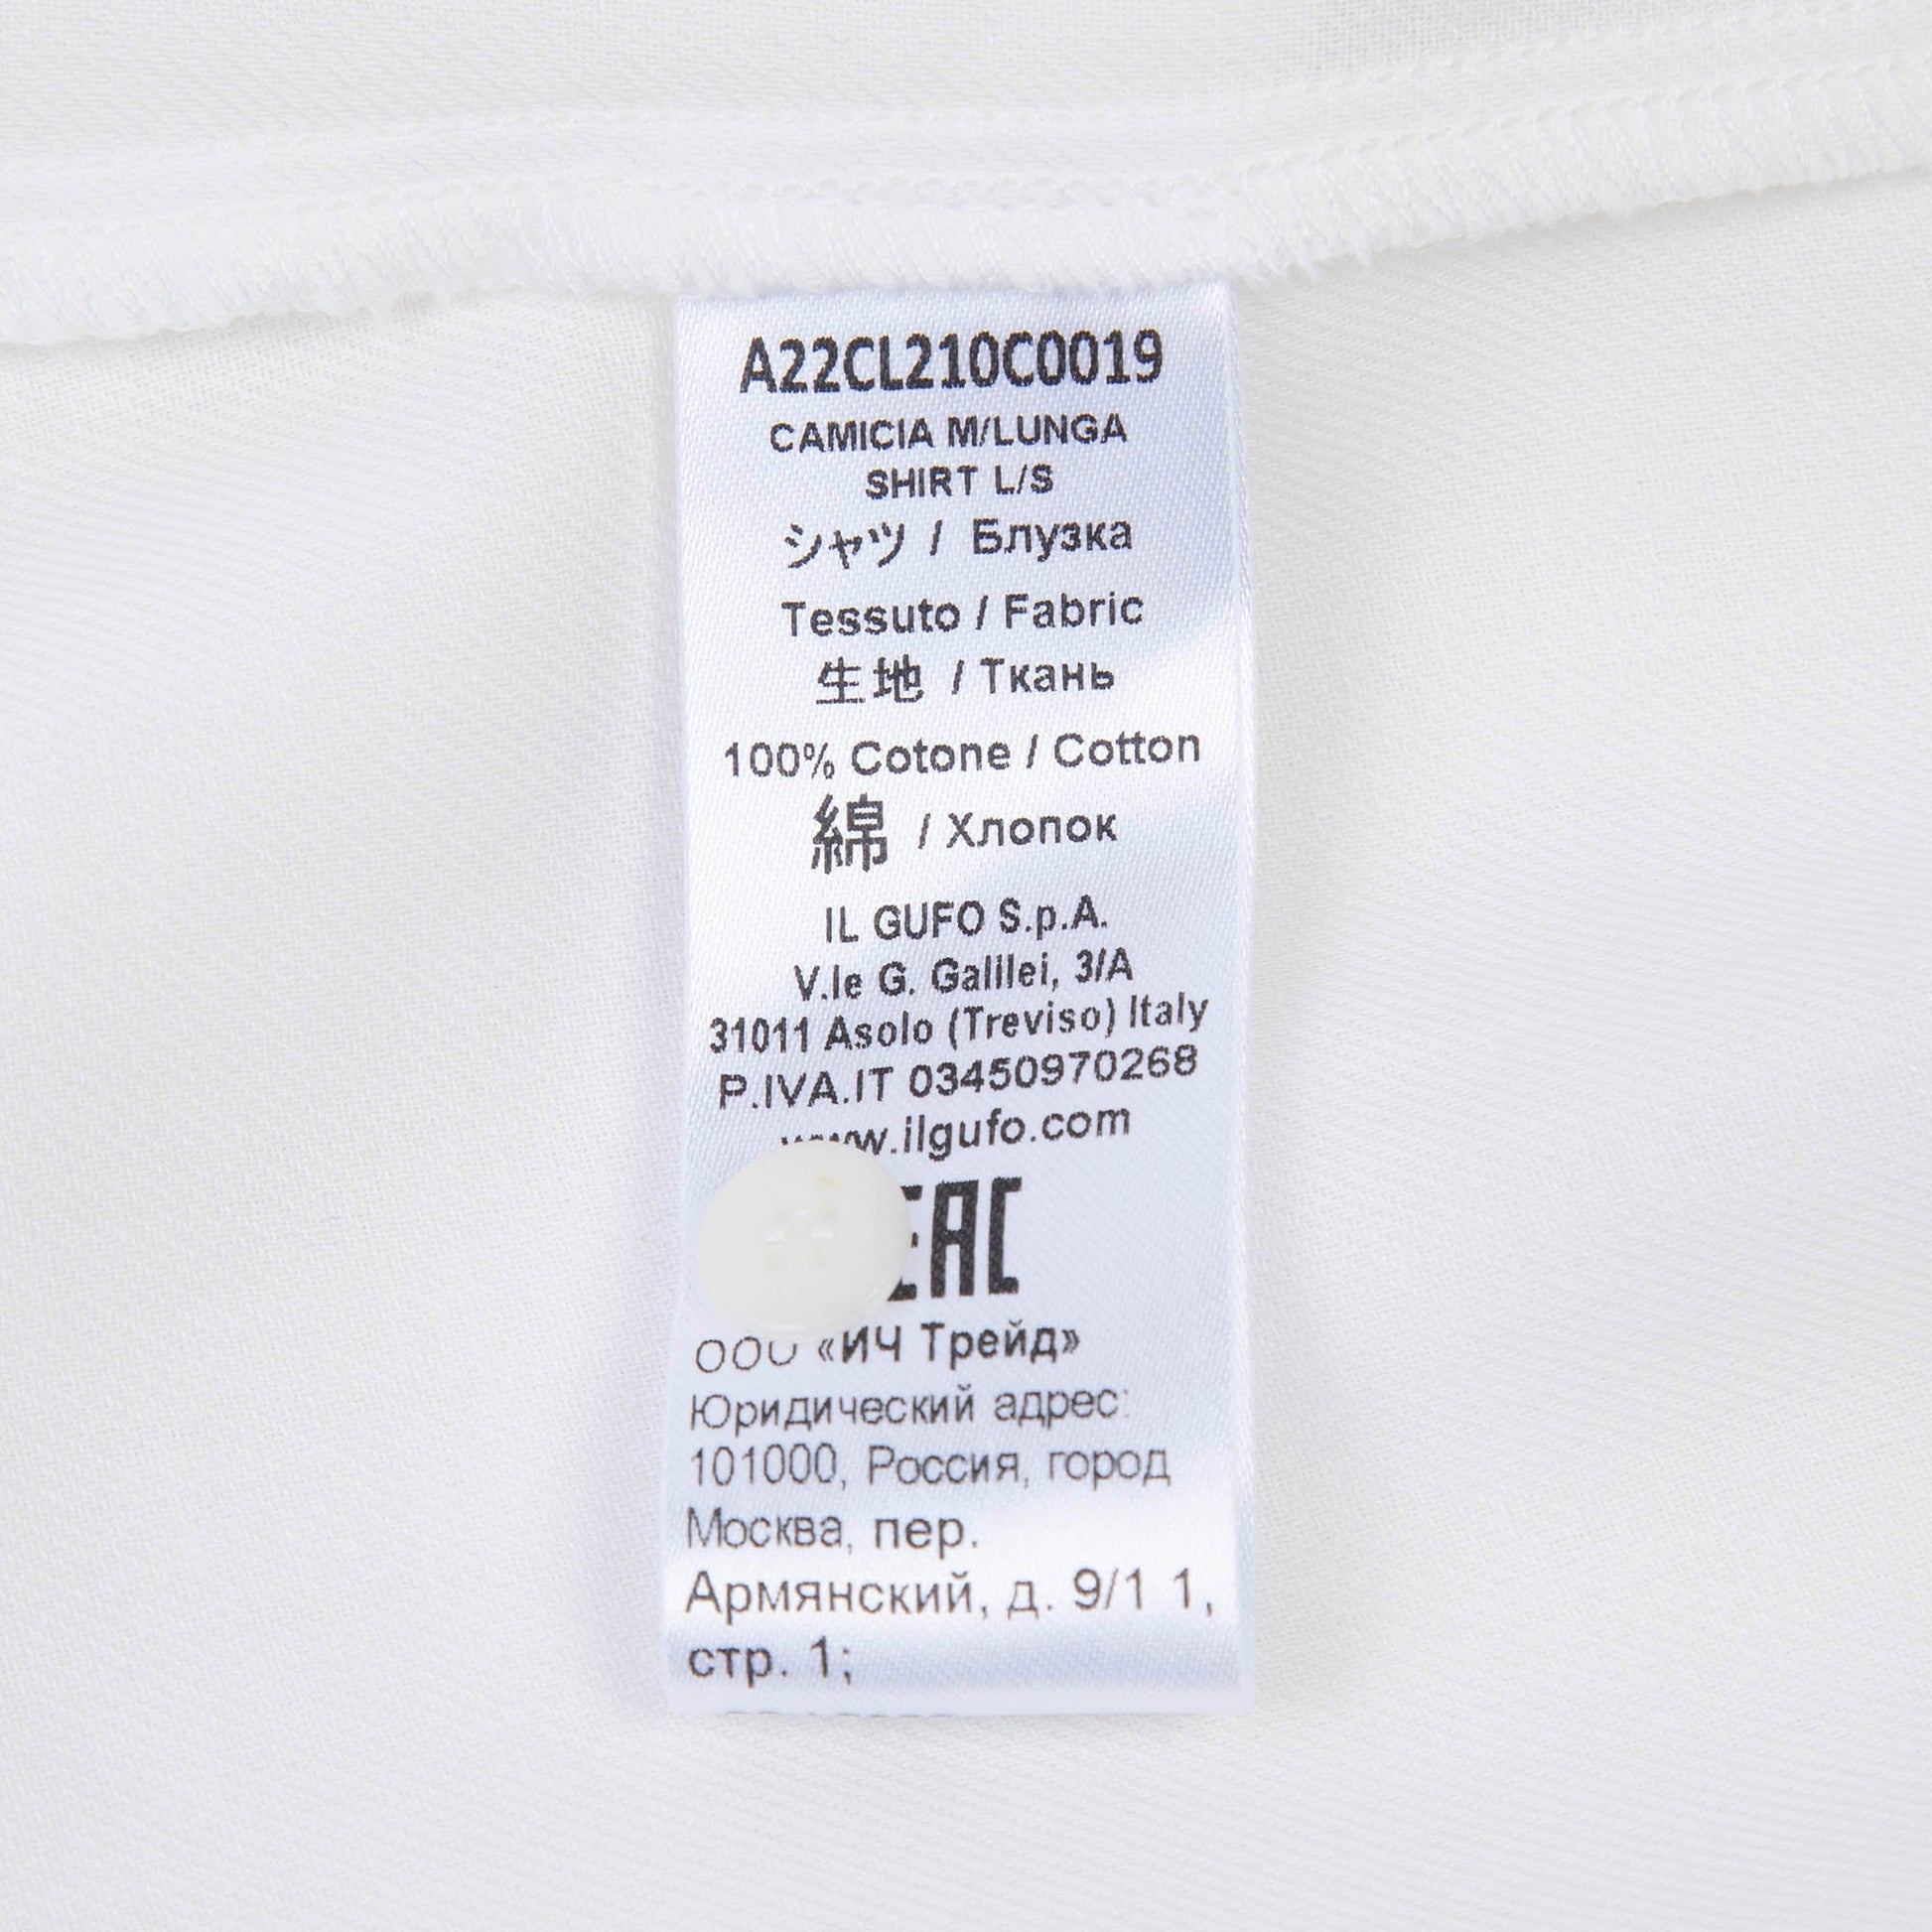 A22CL210C0019
CAMICIA M/LUNGA
SHIRT L/S
シャツ / Блузка
Tessuto / Fabric
生地 / Ткань
100% Cotone / Cotton
綿 / Хлопок
IL GUFO S.p.A.
V.le G. Galilei, 3/A
31011 Asolo (Treviso) Italy
P.IVA.IT 03450970268
www.ilgufo.com
EAC
ООО «ИЧ Трейд»
Юридический адрес:
101000, Россия, город
Москва, пер.
Армянский, д. 9/1 1,
стр. 1;